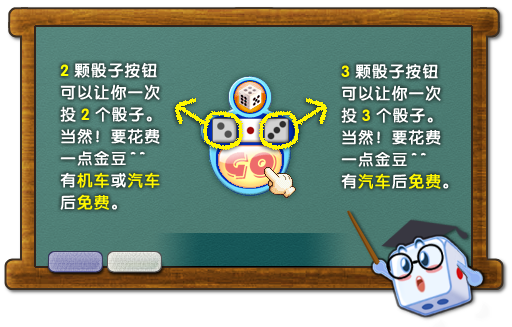 2 颗骰子按钮
可以让你一次
投 2 个骰子。
当然！要花费
一点金豆^^
有机车或汽车
后免费。
GO
3 颗骰子按钮
可以让你一次
投 3 个骰子。
当然！要花费
一点金豆^^
有汽车后免费。